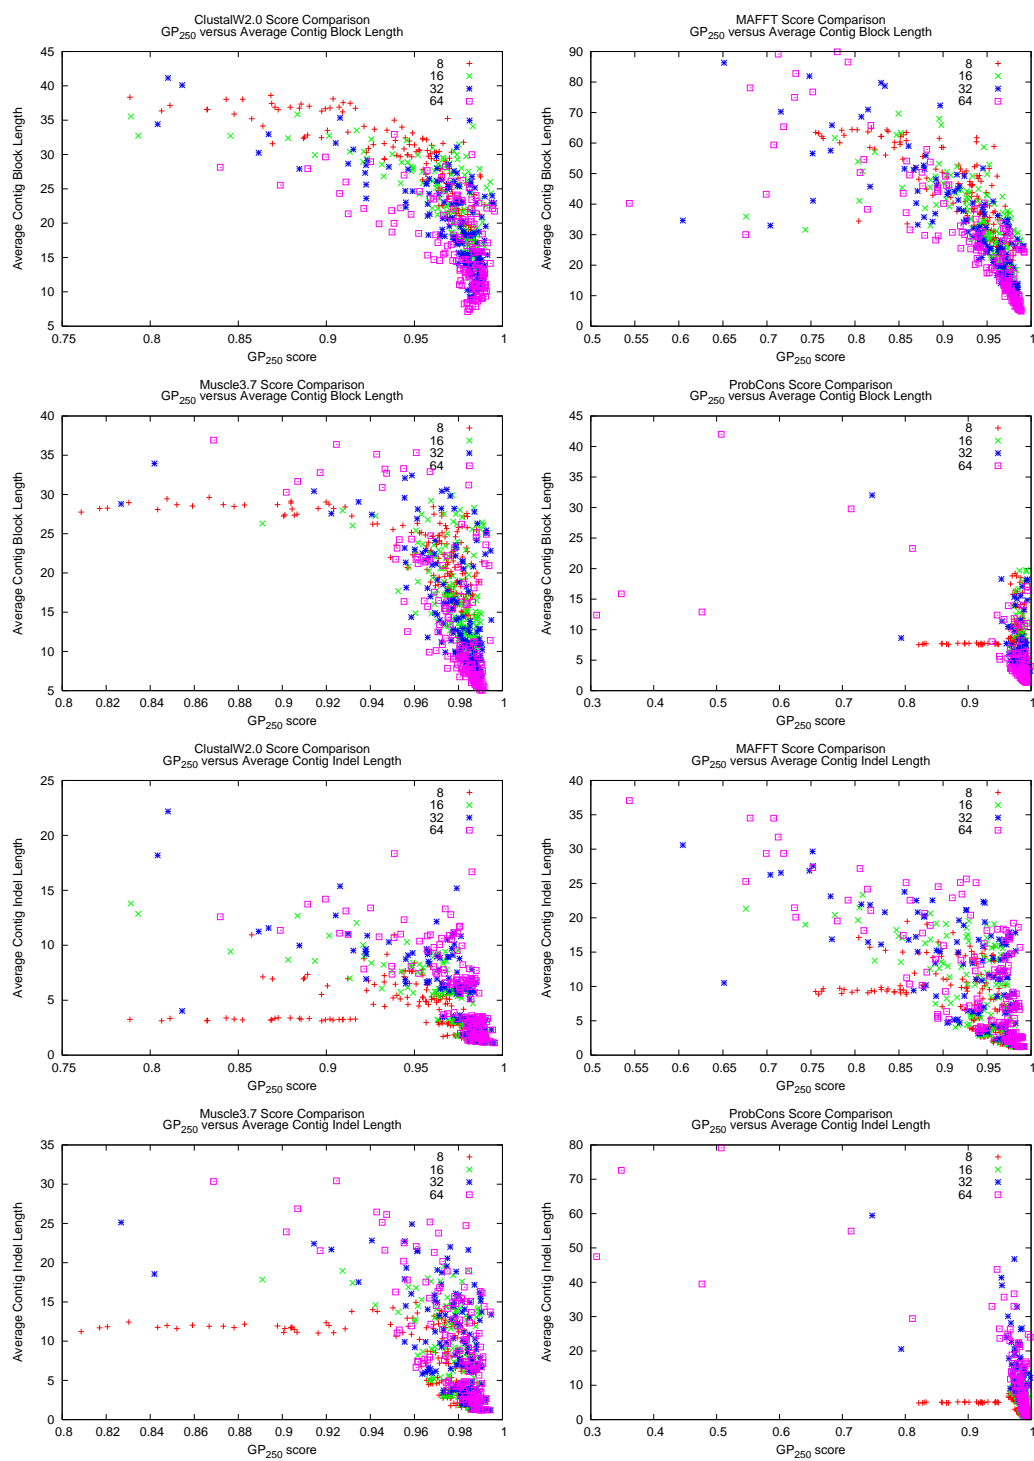 ClustalW2.0 Score Comparison
GP250 versus Average Contig Block Length
Average Contig Block Length
45
40
35
30
25
20
15
10
5
0.75 0.8 0.85 0.9 0.95 1
GP250 score
8
16
32
64
MAFFT Score Comparison
GP250 versus Average Contig Block Length
Average Contig Block Length
90
80
70
60
50
40
30
20
10
0
0.5 0.55 0.6 0.65 0.7 0.75 0.8 0.85 0.9 0.95 1
GP250 score
8
16
32
64
Muscle3.7 Score Comparison
GP250 versus Average Contig Block Length
Average Contig Block Length
40
35
30
25
20
15
10
5
0.8 0.82 0.84 0.86 0.88 0.9 0.92 0.94 0.96 0.98 1
GP250 score
8
16
32
64
ProbCons Score Comparison
GP250 versus Average Contig Block Length
Average Contig Block Length
45
40
35
30
25
20
15
10
5
0
0.3 0.4 0.5 0.6 0.7 0.8 0.9 1
GP250 score
8
16
32
64
ClustalW2.0 Score Comparison
GP250 versus Average Contig Indel Length
Average Contig Indel Length
25
20
15
10
5
0
0.75 0.8 0.85 0.9 0.95 1
GP250 score
8
16
32
64
MAFFT Score Comparison
GP250 versus Average Contig Indel Length
Average Contig Indel Length
40
35
30
25
20
15
10
5
0
0.5 0.55 0.6 0.65 0.7 0.75 0.8 0.85 0.9 0.95 1
GP250 score
8
16
32
64
Muscle3.7 Score Comparison
GP250 versus Average Contig Indel Length
Average Contig Indel Length
35
30
25
20
15
10
5
0
0.8 0.82 0.84 0.86 0.88 0.9 0.92 0.94 0.96 0.98 1
GP250 score
8
16
32
64
ProbCons Score Comparison
GP250 versus Average Contig Indel Length
Average Contig Indel Length
80
70
60
50
40
30
20
10
0
0.3 0.4 0.5 0.6 0.7 0.8 0.9 1
GP250 score
8
16
32
64